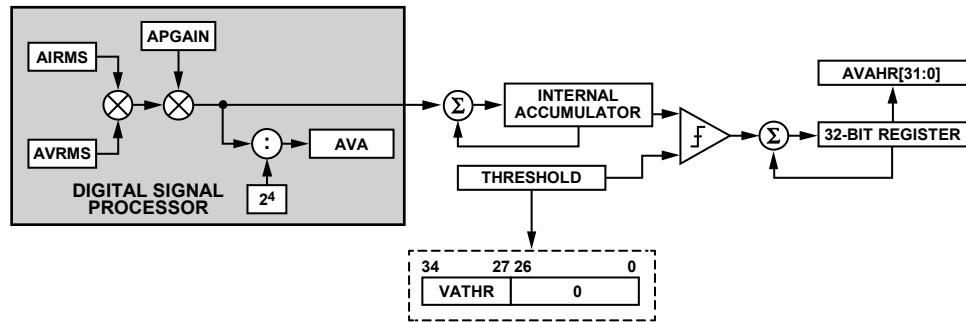 APGAIN
AIRMS
AVRMS
:
AVA
2⁴
DIGITAL SIGNAL
PROCESSOR
Σ
INTERNAL
ACCUMULATOR
THRESHOLD
34 27 26 0
VATHR 0
Σ
AVAHR[31:0]
32-BIT REGISTER